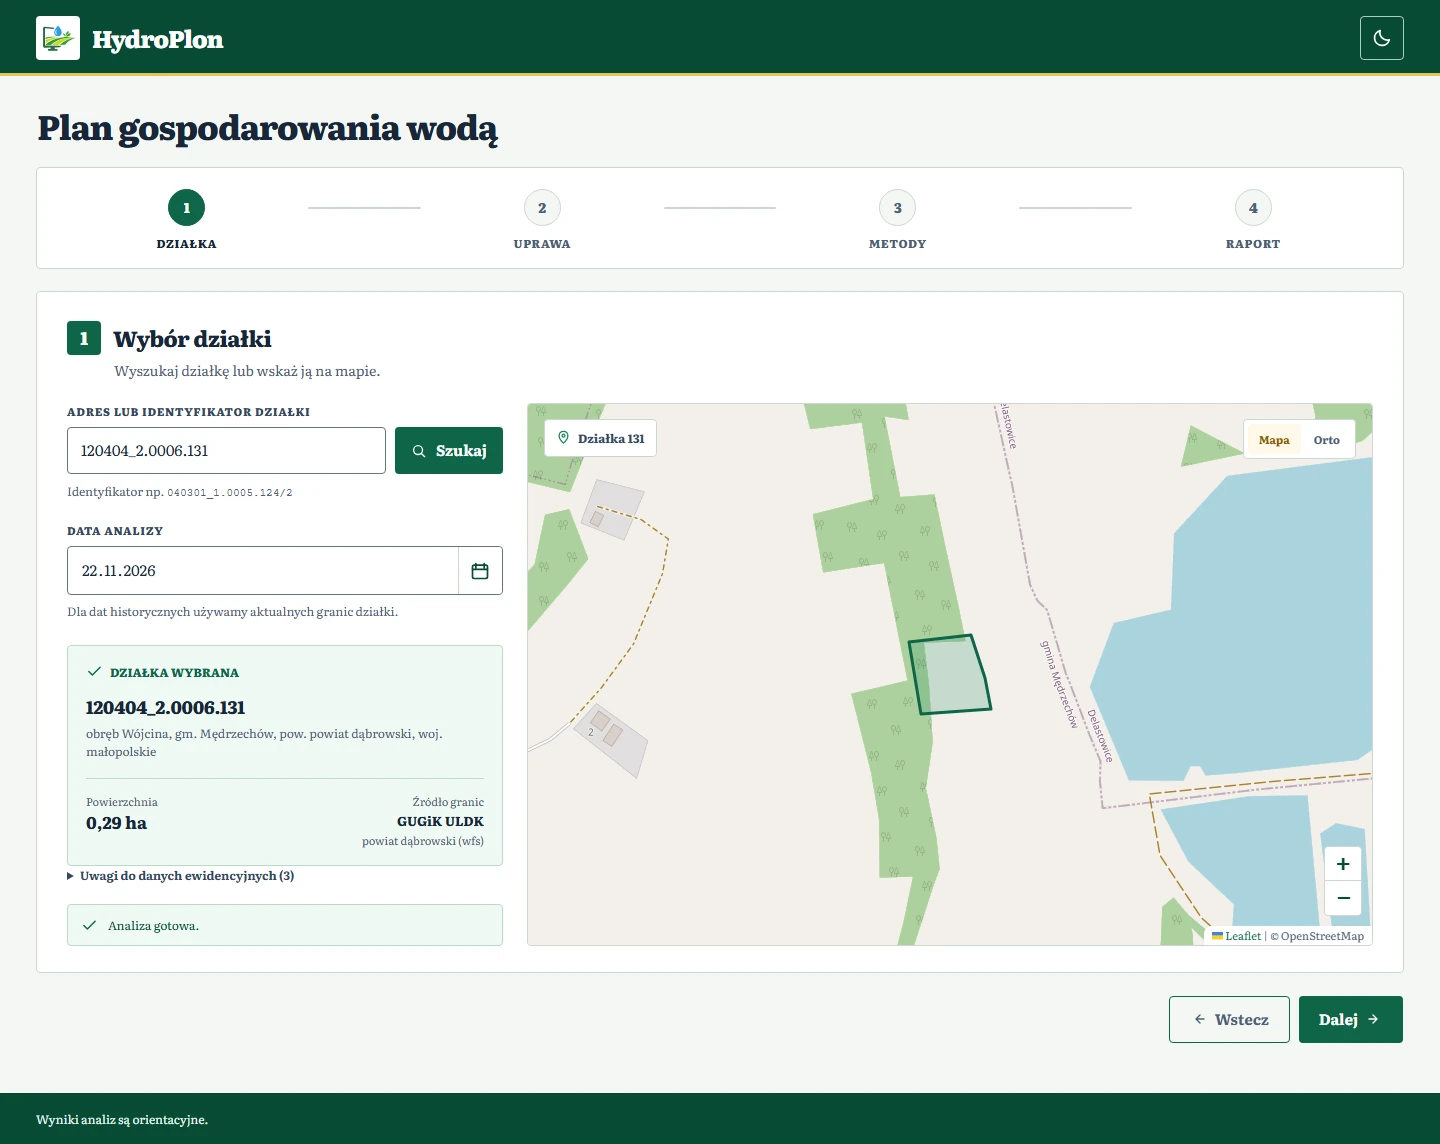 HydroPlon
Plan gospodarowania wodą
1
DZIAŁKA
2
UPRAWA
3
METODY
4
RAPORT
1
Wybór działki
Wyszukaj działkę lub wskaż ją na mapie.
ADRES LUB IDENTYFIKATOR DZIAŁKI
120404_2.0006.131
Szukaj
Identyfikator np. 040301_1.0005.124/2
DATA ANALIZY
22.11.2026
Dla dat historycznych używamy aktualnych granic działki.
DZIAŁKA WYBRANA
120404_2.0006.131
obręb Wójcina, gm. Mędrzechów, pow. powiat dąbrowski, woj.
małopolskie
Powierzchnia
0,29 ha
Źródło granic
GUGiK ULDK
powiat dąbrowski (wfs)
Uwagi do danych ewidencyjnych (3)
Analiza gotowa.
Działka 131
Mapa
Orto
elastowice
gmina Mędrzechów
Delastowice
2
+
−
Leaflet | © OpenStreetMap
Wstecz
Dalej
Wyniki analiz są orientacyjne.